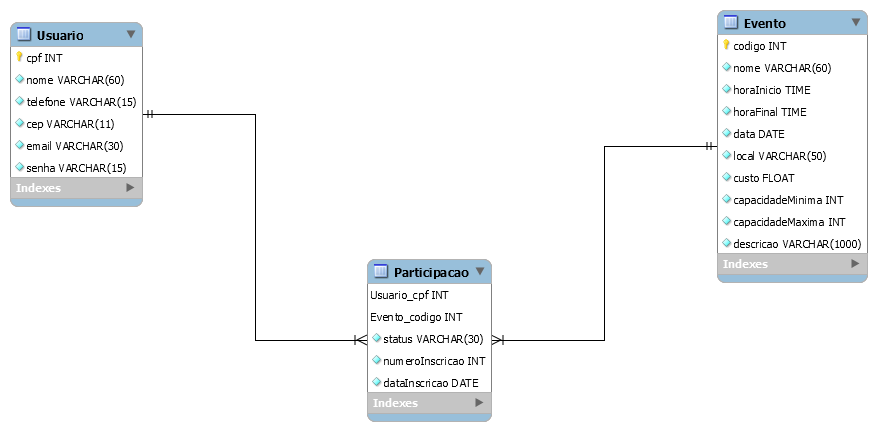 Usuario
cpf INT
nome VARCHAR(60)
telefone VARCHAR(15)
cep VARCHAR(11)
email VARCHAR(30)
senha VARCHAR(15)
Indexes
Evento
codigo INT
nome VARCHAR(60)
horaInicio TIME
horaFinal TIME
data DATE
local VARCHAR(50)
custo FLOAT
capacidadeMinima INT
capacidadeMaxima INT
descricao VARCHAR(1000)
Indexes
Participacao
Usuario_cpf INT
Evento_codigo INT
status VARCHAR(30)
numeroInscricao INT
dataInscricao DATE
Indexes